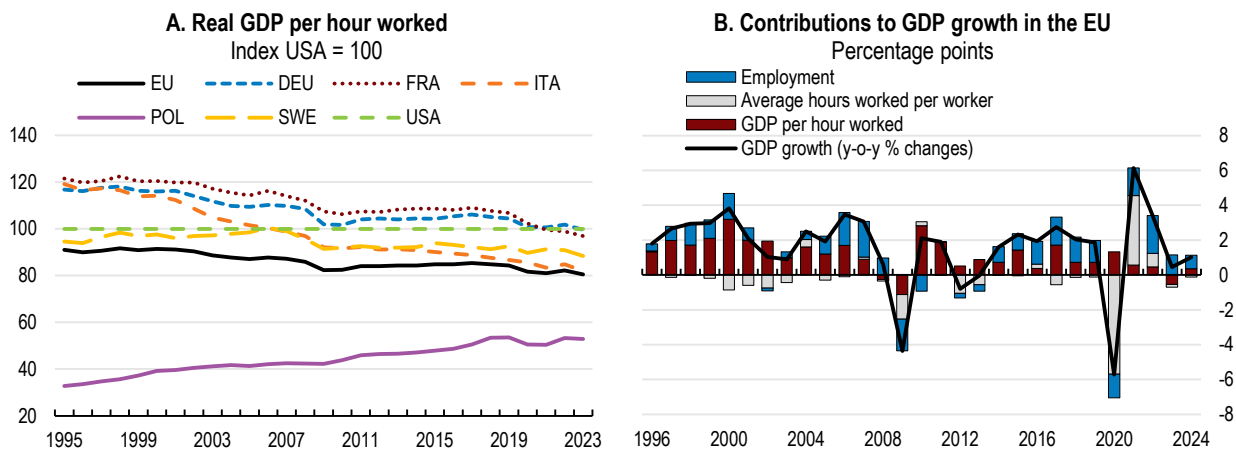 A. Real GDP per hour worked
Index USA = 100
EU DEU FRA ITA
POL SWE USA
140
120
100
80
60
40
20
1995 1999 2003 2007 2011 2015 2019 2023
B. Contributions to GDP growth in the EU
Percentage points
Employment
Average hours worked per worker
GDP per hour worked
GDP growth (y-o-y % changes)
8
6
4
2
0
-2
-4
-6
-8
1996 2000 2004 2008 2012 2016 2020 2024